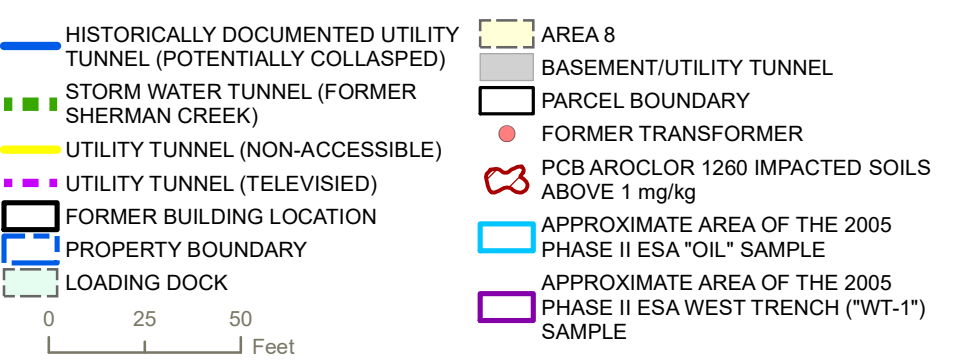 HISTORICALLY DOCUMENTED UTILITY
TUNNEL (POTENTIALLY COLLASPED)
STORM WATER TUNNEL (FORMER
SHERMAN CREEK)
UTILITY TUNNEL (NON-ACCESSIBLE)
UTILITY TUNNEL (TELEVISIED)
FORMER BUILDING LOCATION
PROPERTY BOUNDARY
LOADING DOCK
0 25 50
Feet
AREA 8
BASEMENT/UTILITY TUNNEL
PARCEL BOUNDARY
FORMER TRANSFORMER
PCB AROCLOR 1260 IMPACTED SOILS
ABOVE 1 mg/kg
APPROXIMATE AREA OF THE 2005
PHASE II ESA "OIL" SAMPLE
APPROXIMATE AREA OF THE 2005
PHASE II ESA WEST TRENCH ("WT-1")
SAMPLE